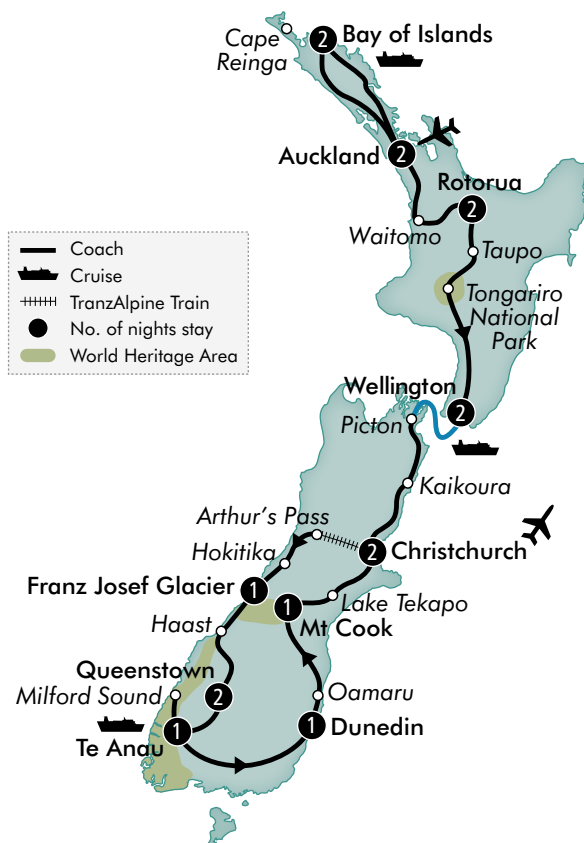 Cape
Reinga
2
Bay of Islands
Auckland
2
Rotorua
2
Waitomo
Taupo
Tongariro
National
Park
Coach
Cruise
TranzAlpine Train
No. of nights stay
World Heritage Area
Wellington
2
Picton
Kaikoura
Arthur's Pass
Hokitika
2
Christchurch
Franz Josef Glacier
1
1
Lake Tekapo
Mt Cook
Haast
Queenstown
2
Milford Sound
Oamaru
1
Te Anau
1
Dunedin